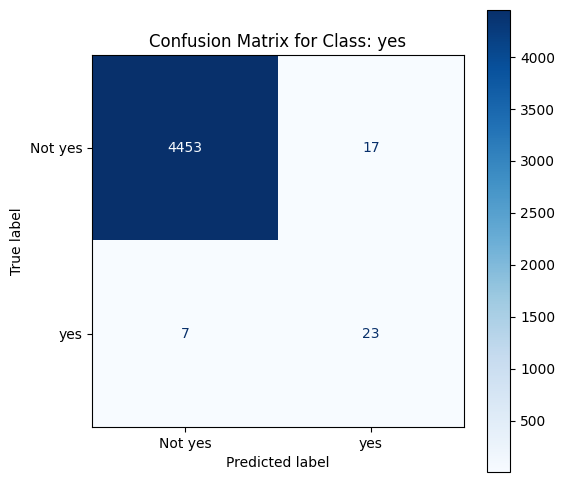 Confusion Matrix for Class: yes
Not yes
yes
True label
4453
17
7
23
Not yes
yes
Predicted label
4000
3500
3000
2500
2000
1500
1000
500